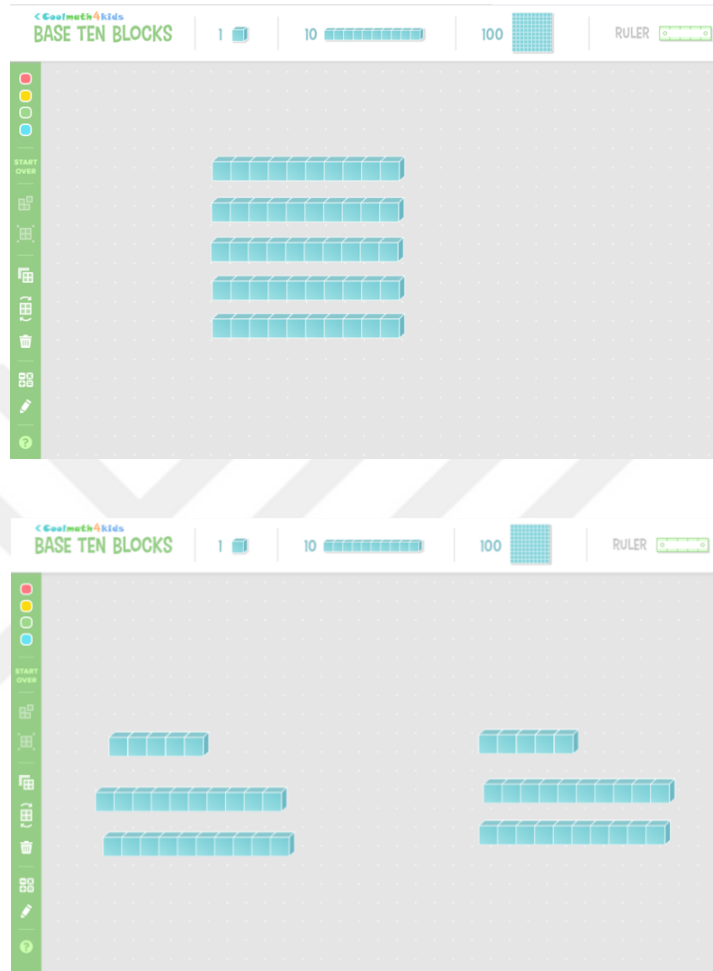 < Coolmath4kids
BASE TEN BLOCKS 1 10 100 RULER
START
OVER
?
< Coolmath4kids
BASE TEN BLOCKS 1 10 100 RULER
START
OVER
?